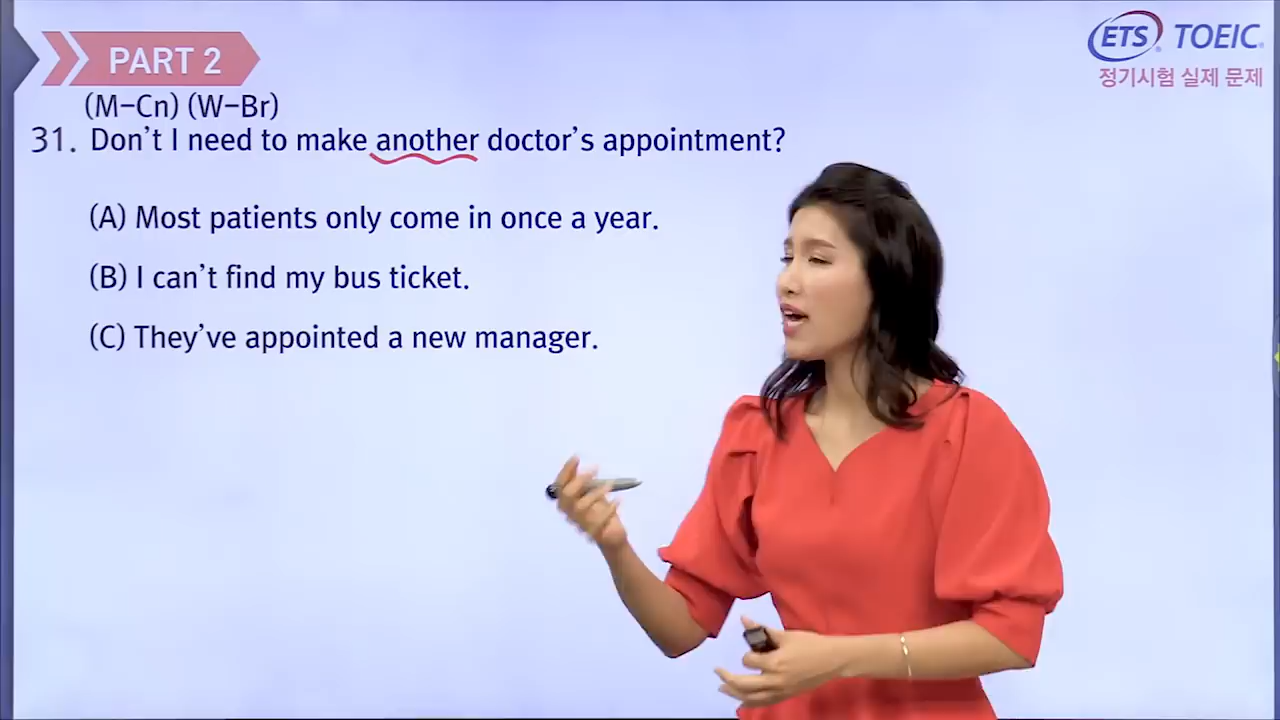 PART 2
ETS TOEIC
정기시험 실제 문제
(M-Cn) (W-Br)
31. Don't I need to make another doctor's appointment?
(A) Most patients only come in once a year.
(B) I can't find my bus ticket.
(C) They've appointed a new manager.